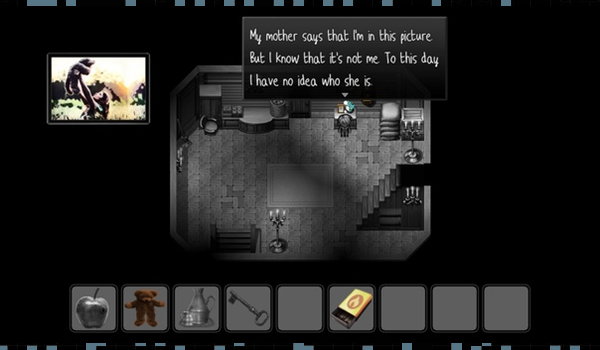 My mother says that I'm in this picture.
But I know that it's not me. To this day,
I have no idea who she is.